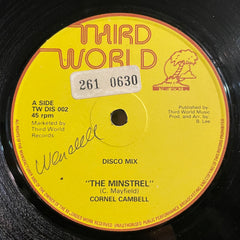 THIRD
WORLD
261 0630
A SIDE
TW DIS 002
45 rpm
Marketed by
Third World
Records
Published by
Third World Music
Prod. and Arr. by
B. Lee
Wendell
DISCO MIX
"THE MINSTREL"
(C. Mayfield)
CORNEL CAMBELL